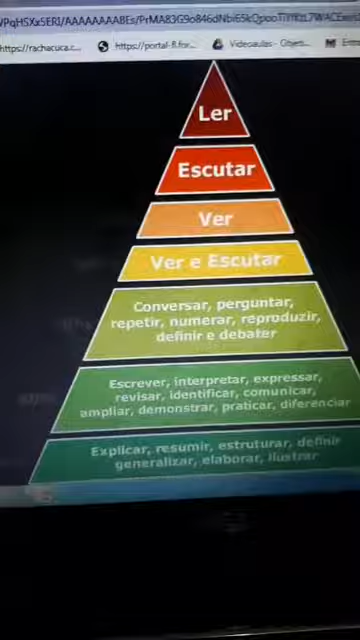 https://rachacuca.c...
https://portal-fl.for...
Videoaulas - Objeti...
Ler
Escutar
Ver
Ver e Escutar
Conversar, perguntar,
repetir, numerar, reproduzir,
definir e debater
Escrever, interpretar, expressar,
revisar, identificar, comunicar,
ampliar, demonstrar, praticar, diferenciar
Explicar, resumir, estruturar, definir
generalizar, elaborar, ilustrar